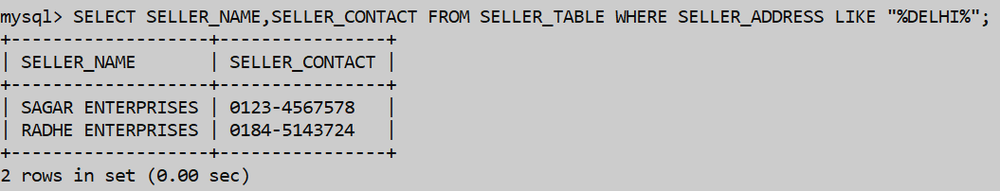 mysql> SELECT SELLER_NAME,SELLER_CONTACT FROM SELLER_TABLE WHERE SELLER_ADDRESS LIKE "%DELHI%";
+-------------------+----------------+
| SELLER_NAME       | SELLER_CONTACT |
+-------------------+----------------+
| SAGAR ENTERPRISES | 0123-4567578   |
| RADHE ENTERPRISES | 0184-5143724   |
+-------------------+----------------+
2 rows in set (0.00 sec)